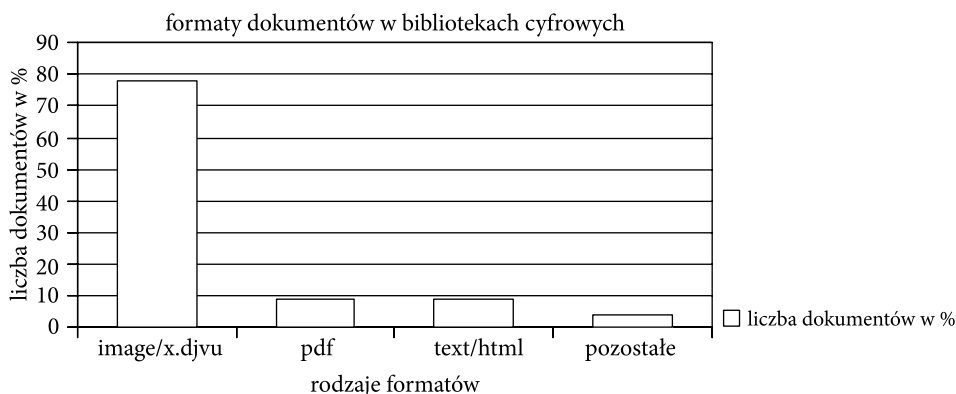 formaty dokumentów w bibliotekach cyfrowych
liczba dokumentów w %
90
80
70
60
50
40
30
20
10
0
image/x.djvu pdf text/html pozostałe
rodzaje formatów
liczba dokumentów w %